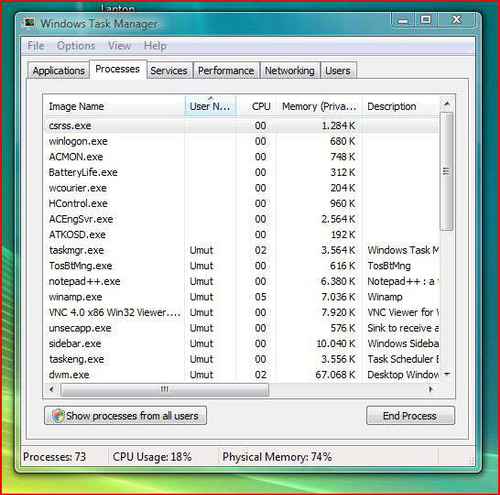 Laptop
Windows Task Manager
File Options View Help
Applications Processes Services Performance Networking Users
Image Name User N... CPU Memory (Priva... Description
csrss.exe 00 1.284 K
winlogon.exe 00 680 K
ACMON.exe 00 748 K
BatteryLife.exe 00 312 K
wcourier.exe 00 204 K
HControl.exe 00 960 K
ACEngSvr.exe 00 2.564 K
ATKOSD.exe 00 192 K
taskmgr.exe Umut 02 3.564 K Windows Task M
TosBtMng.exe Umut 00 616 K TosBtMng
notepad++.exe Umut 00 6.380 K Notepad++ : a
winamp.exe Umut 05 7.036 K Winamp
VNC 4.0 x86 Win32 Viewer.... Umut 00 7.920 K VNC Viewer for
unsecapp.exe Umut 00 576 K Sink to receive a
sidebar.exe Umut 00 10.040 K Windows Sideba
taskeng.exe Umut 00 3.556 K Task Scheduler
dwm.exe Umut 02 67.068 K Desktop Window
Show processes from all users End Process
Processes: 73 CPU Usage: 18% Physical Memory: 74%